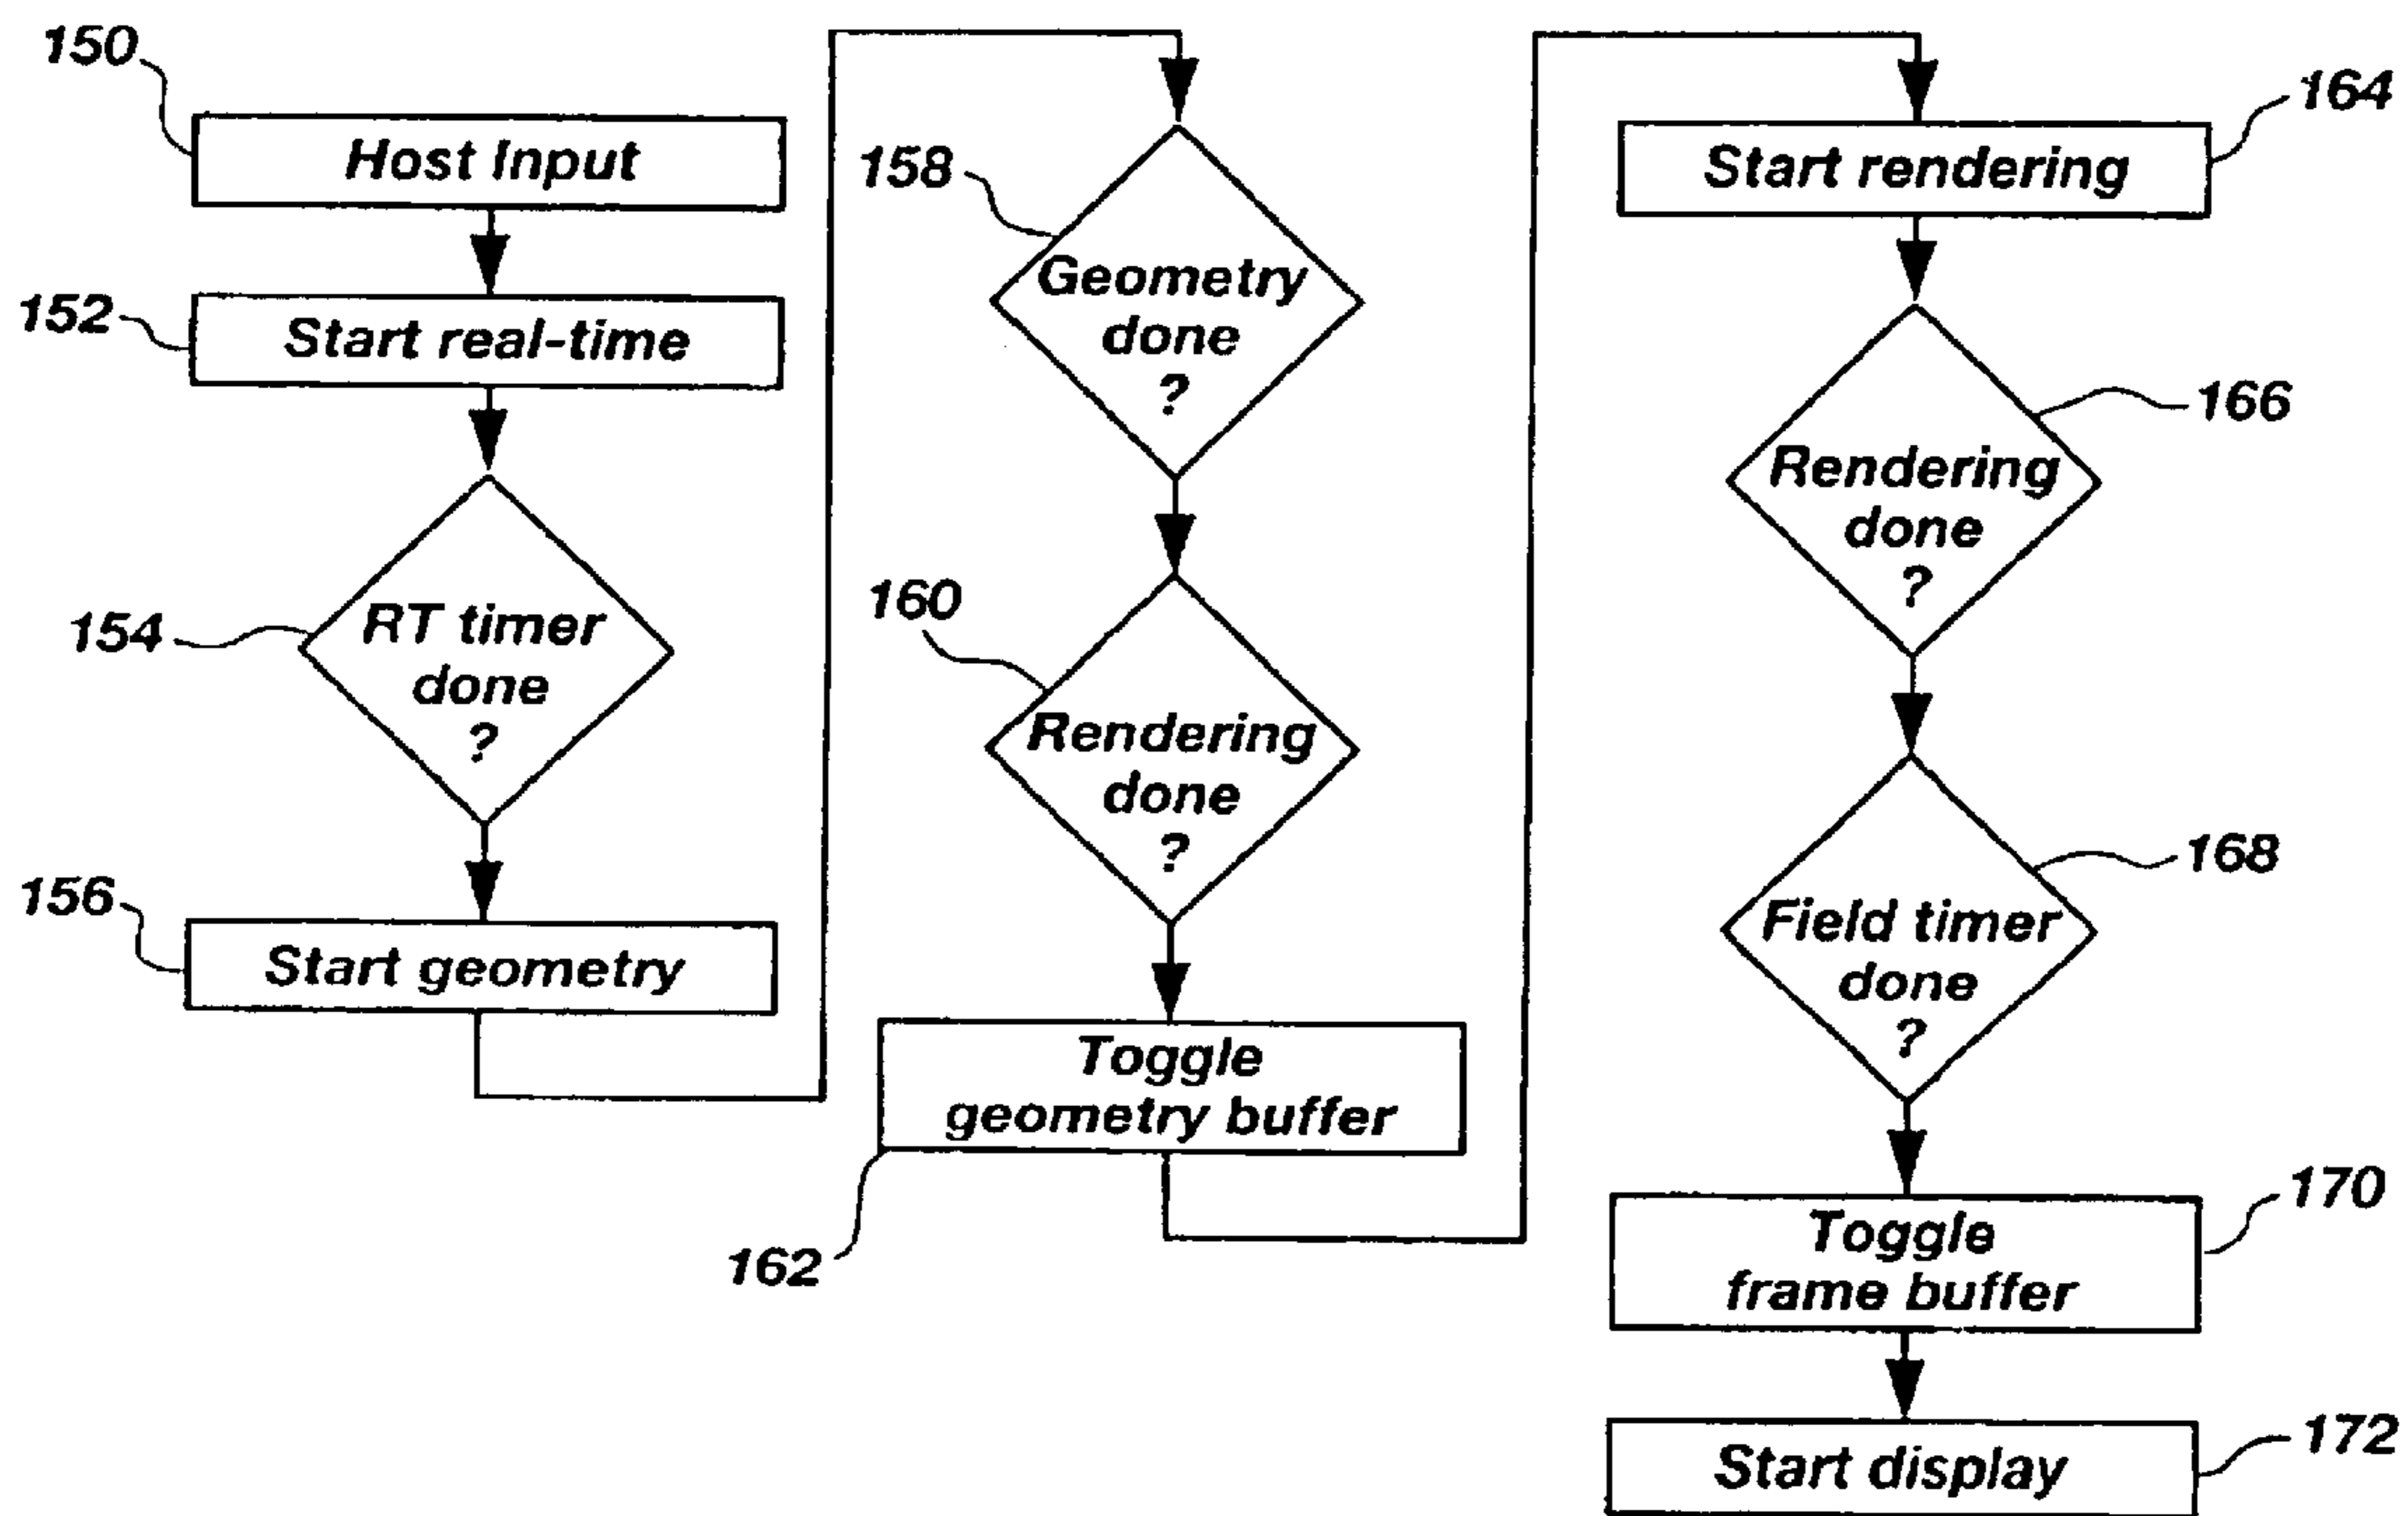 150
Host Input
152
Start real-time
154
RT timer
done
?
156
Start geometry
158
Geometry
done
?
160
Rendering
done
?
162
Toggle
geometry buffer
164
Start rendering
166
Rendering
done
?
168
Field timer
done
?
170
Toggle
frame buffer
172
Start display